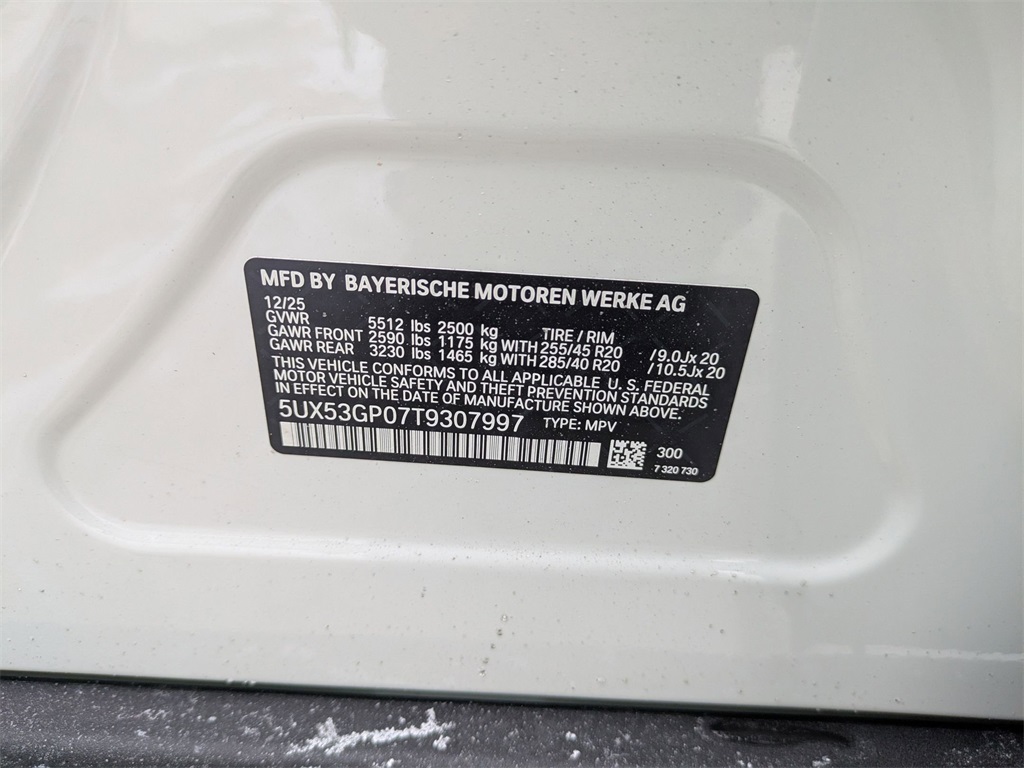 MFD BY BAYERISCHE MOTOREN WERKE AG
12/25
GVWR 5512 lbs 2500 kg TIRE / RIM
GAWR FRONT 2590 lbs 1175 kg WITH 255/45 R20 /9.0Jx 20
GAWR REAR 3230 lbs 1465 kg WITH 285/40 R20 /10.5Jx 20
THIS VEHICLE CONFORMS TO ALL APPLICABLE U. S. FEDERAL
MOTOR VEHICLE SAFETY AND THEFT PREVENTION STANDARDS
IN EFFECT ON THE DATE OF MANUFACTURE SHOWN ABOVE.
5UX53GP07T9307997 TYPE: MPV
300
7 320 730